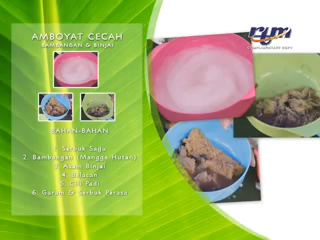 AMBOYAT CECAH
BAMBANGAN & BINJAI
BAHAN-BAHAN
1. Serbuk Sagu
2. Bambangan (Mangga Hutan)
3. Asam Binjai
4. Belacan
5. Cili Padi
6. Garam & Serbuk Perasa
rym